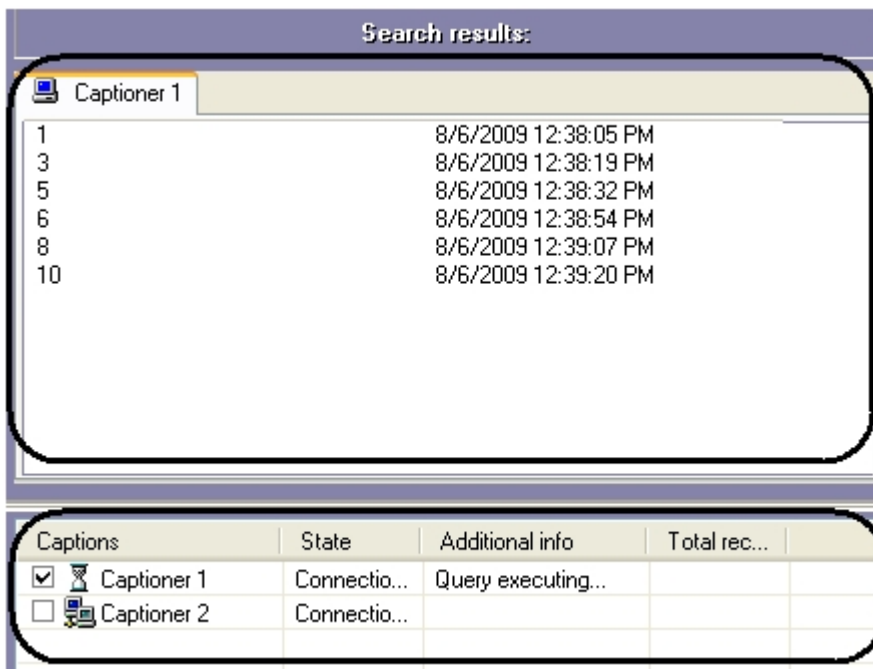 Search results:
Captioner 1
1 8/6/2009 12:38:05 PM
3 8/6/2009 12:38:19 PM
5 8/6/2009 12:38:32 PM
6 8/6/2009 12:38:54 PM
8 8/6/2009 12:39:07 PM
10 8/6/2009 12:39:20 PM
Captions State Additional info Total rec...
Captioner 1 Connectio... Query executing...
Captioner 2 Connectio...